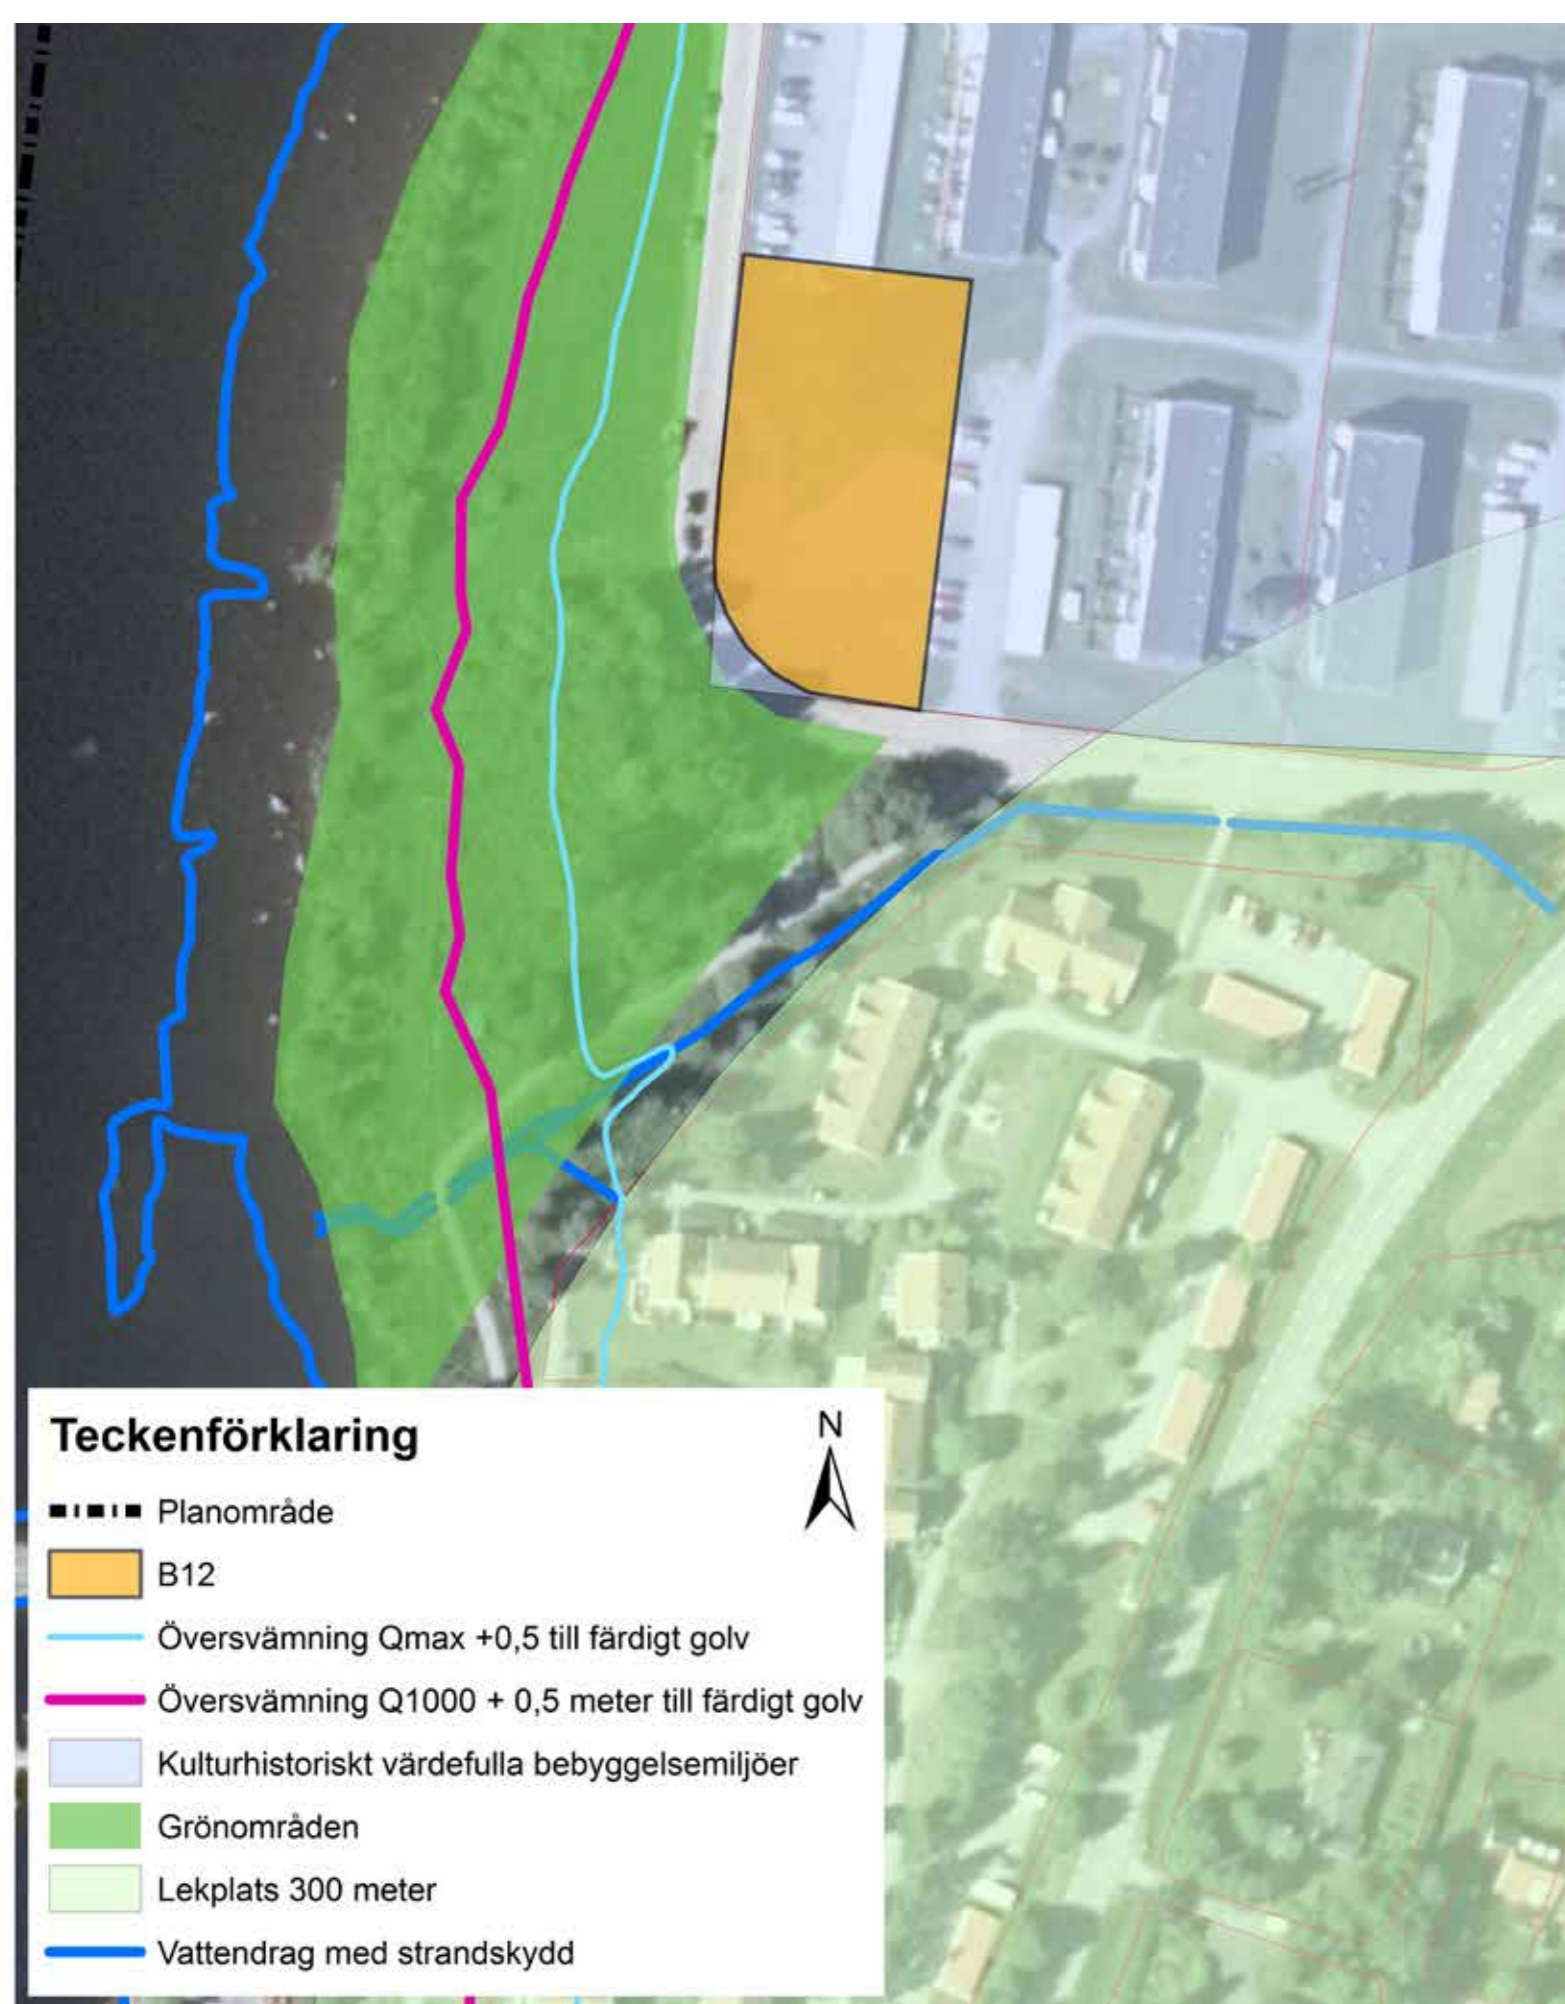 Teckenförklaring
N
Planområde
B12
Översvämning Qmax +0,5 till färdigt golv
Översvämning Q1000 + 0,5 meter till färdigt golv
Kulturhistoriskt värdefulla bebyggelsemiljöer
Grönområden
Lekplats 300 meter
Vattendrag med strandskydd